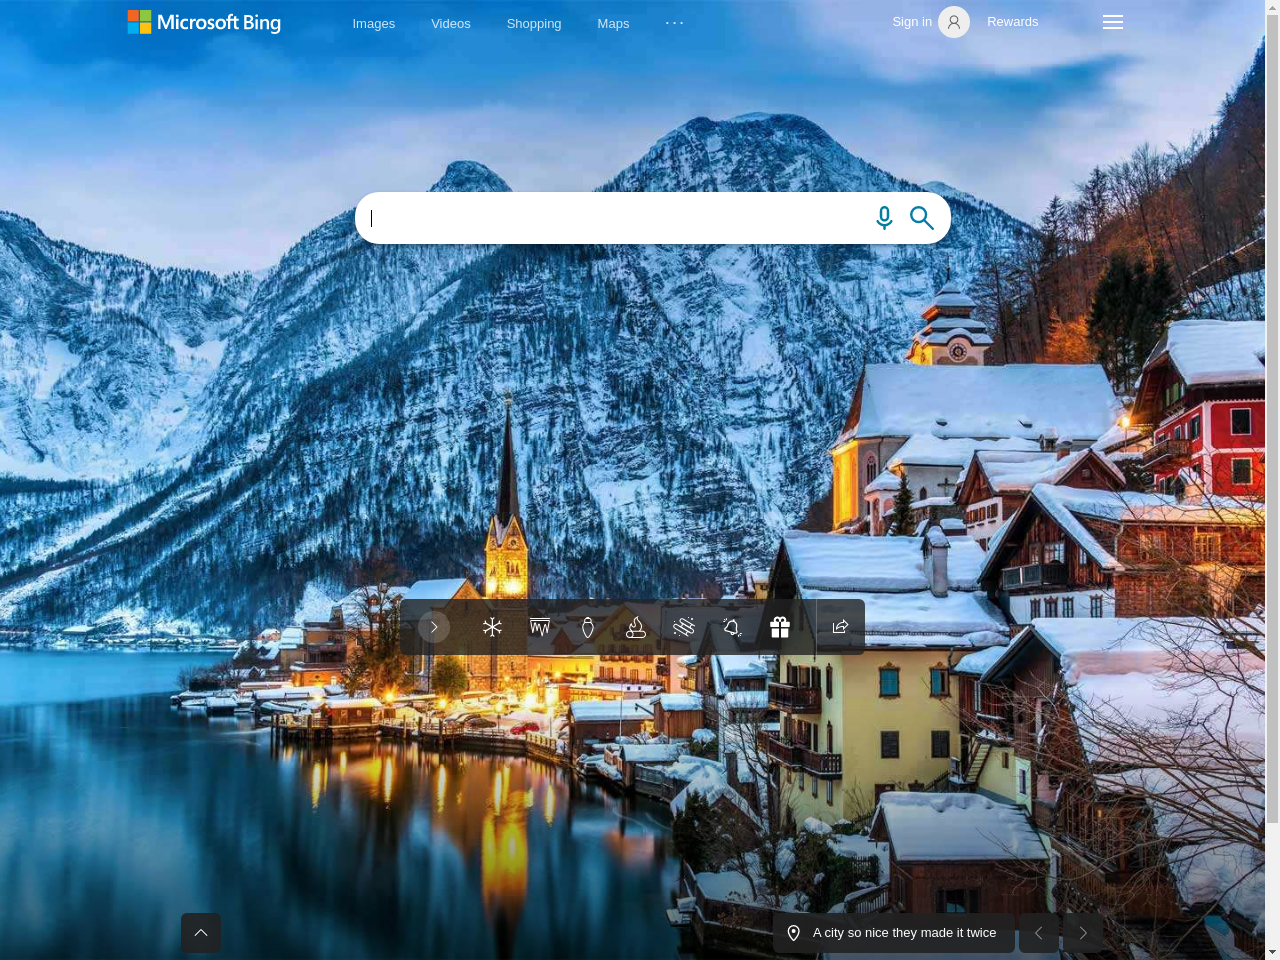 Microsoft Bing
Images
Videos
Shopping
Maps
Sign in
Rewards
A city so nice they made it twice